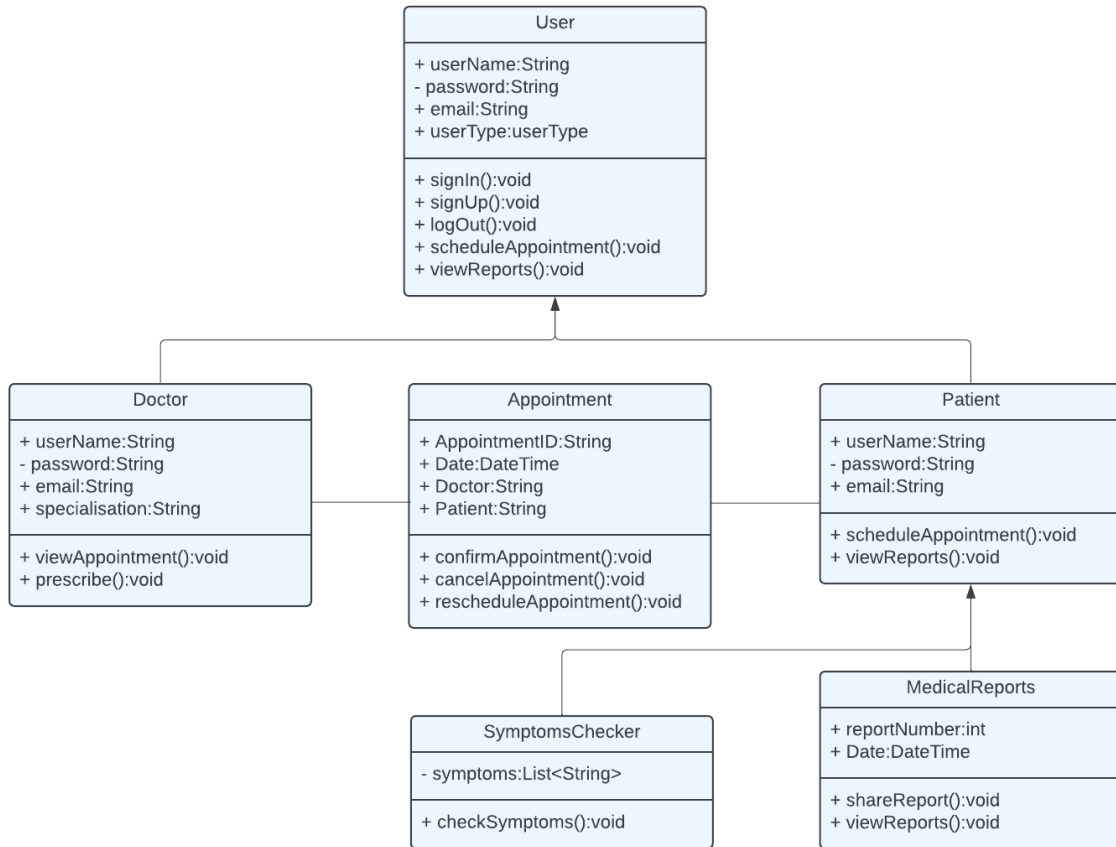 User
+ userName:String
- password:String
+ email:String
+ userType:userType
+ signIn():void
+ signUp():void
+ logOut():void
+ scheduleAppointment():void
+ viewReports():void
Doctor
+ userName:String
- password:String
+ email:String
+ specialisation:String
+ viewAppointment():void
+ prescribe():void
Appointment
+ AppointmentID:String
+ Date:DateTime
+ Doctor:String
+ Patient:String
+ confirmAppointment():void
+ cancelAppointment():void
+ rescheduleAppointment():void
Patient
+ userName:String
- password:String
+ email:String
+ scheduleAppointment():void
+ viewReports():void
SymptomsChecker
- symptoms:List<String>
+ checkSymptoms():void
MedicalReports
+ reportNumber:int
+ Date:DateTime
+ shareReport():void
+ viewReports():void